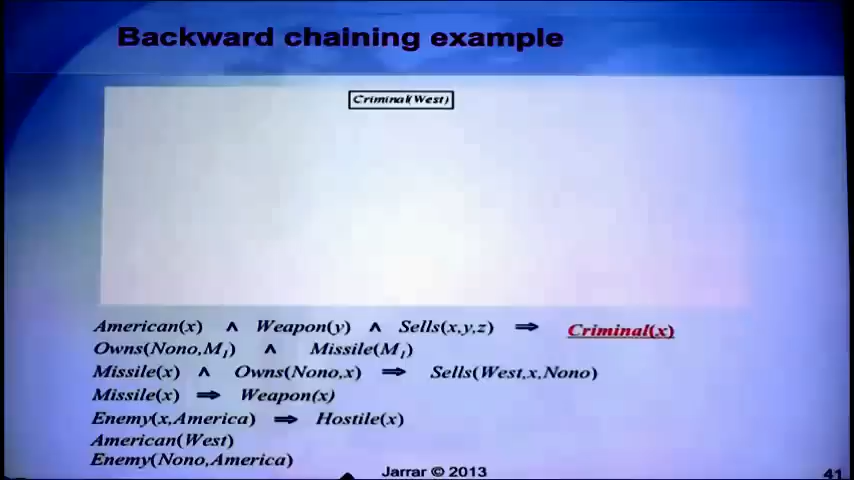 Backward chaining example
Criminal(West)
American(x) ∧ Weapon(y) ∧ Sells(x,y,z) ⇒ Criminal(x)
Owns(Nono,M₁) ∧ Missile(M₁)
Missile(x) ∧ Owns(Nono,x) ⇒ Sells(West,x,Nono)
Missile(x) ⇒ Weapon(x)
Enemy(x,America) ⇒ Hostile(x)
American(West)
Enemy(Nono,America)
Jarrar © 2013
41